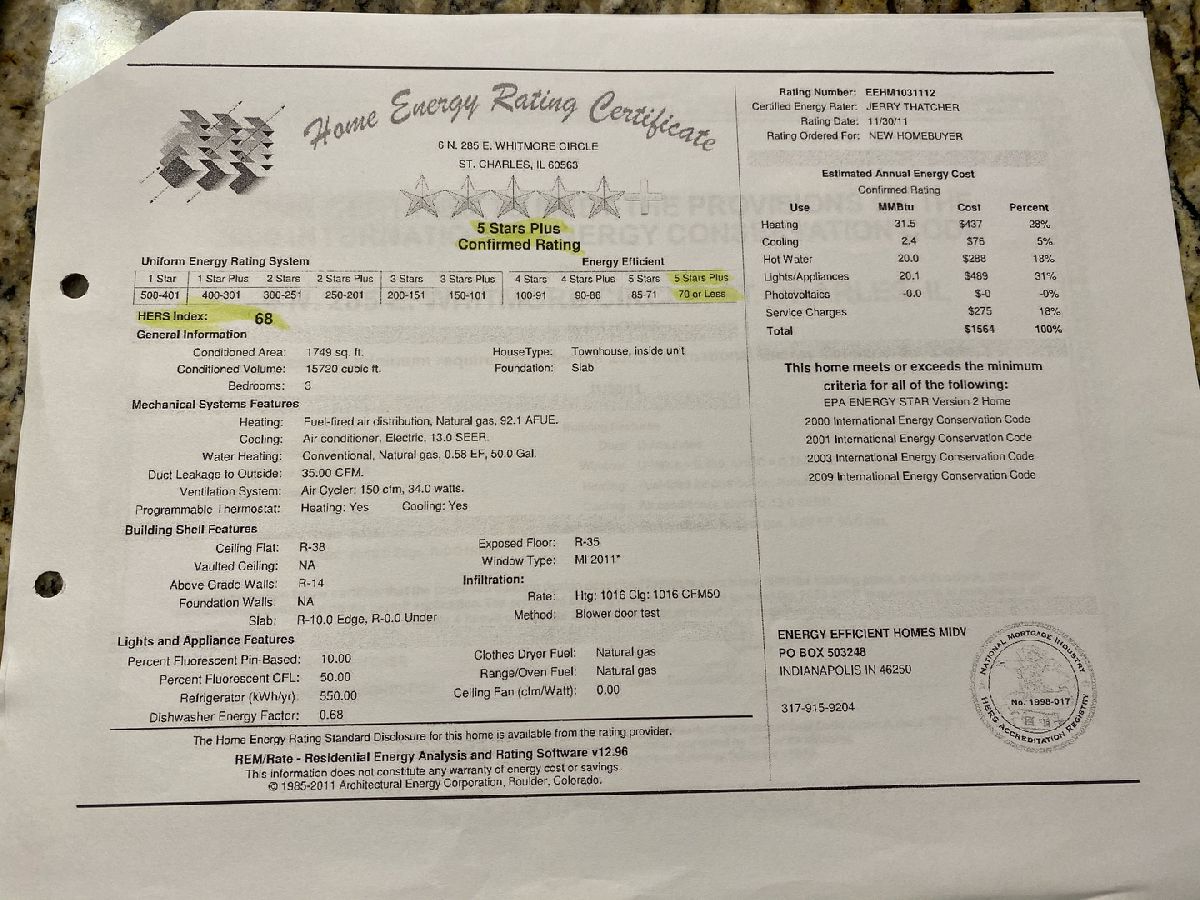 Home Energy Rating Certificate
6 N. 285 E. WHITMORE CIRCLE
ST. CHARLES, IL 60563
5 Stars Plus
Confirmed Rating
Uniform Energy Rating System Energy Efficient
1 Star 1 Star Plus 2 Stars 2 Stars Plus 3 Stars 3 Stars Plus 4 Stars 4 Stars Plus 5 Stars 5 Stars Plus
500-401 400-301 300-251 250-201 200-151 150-101 100-91 90-86 85-71 70 or Less
HERS Index: 68
General Information
Conditioned Area: 1749 sq. ft. HouseType: Townhouse, inside unit
Conditioned Volume: 15720 cubic ft. Foundation: Slab
Bedrooms: 3
Mechanical Systems Features
Heating: Fuel-fired air distribution, Natural gas, 92.1 AFUE.
Cooling: Air conditioner, Electric, 13.0 SEER.
Water Heating: Conventional, Natural gas, 0.58 EF, 50.0 Gal.
Duct Leakage to Outside: 35.00 CFM.
Ventilation System: Air Cycler: 150 cfm, 34.0 watts.
Programmable Thermostat: Heating: Yes Cooling: Yes
Building Shell Features
Ceiling Flat: R-38 Exposed Floor: R-35
Vaulted Ceiling: NA Window Type: MI 2011*
Above Grade Walls: R-14 Infiltration:
Foundation Walls: NA Rate: Htg: 1016 Clg: 1016 CFM50
Slab: R-10.0 Edge, R-0.0 Under Method: Blower door test
Lights and Appliance Features
Percent Fluorescent Pin-Based: 10.00 Clothes Dryer Fuel: Natural gas
Percent Fluorescent CFL: 50.00 Range/Oven Fuel: Natural gas
Refrigerator (kWh/yr): 550.00 Ceiling Fan (cfm/Watt): 0.00
Dishwasher Energy Factor: 0.68
The Home Energy Rating Standard Disclosure for this home is available from the rating provider.
REM/Rate - Residential Energy Analysis and Rating Software v12.96
This information does not constitute any warranty of energy cost or savings.
© 1985-2011 Architectural Energy Corporation, Boulder, Colorado.
Rating Number: EEHM1031112
Certified Energy Rater: JERRY THATCHER
Rating Date: 11/30/11
Rating Ordered For: NEW HOMEBUYER
Estimated Annual Energy Cost
Confirmed Rating
Use MMBtu Cost Percent
Heating 31.5 $437 28%
Cooling 2.4 $75 5%
Hot Water 20.0 $288 18%
Lights/Appliances 20.1 $489 31%
Photovoltaics -0.0 $-0 -0%
Service Charges $275 18%
Total $1564 100%
This home meets or exceeds the minimum
criteria for all of the following:
EPA ENERGY STAR Version 2 Home
2000 International Energy Conservation Code
2001 International Energy Conservation Code
2003 International Energy Conservation Code
2009 International Energy Conservation Code
ENERGY EFFICIENT HOMES MIDW
PO BOX 503248
INDIANAPOLIS IN 46250
317-915-9204
NATIONAL MORTGAGE INDUSTRY
No. 1998-017
HERS ACCREDITATION REGISTRY